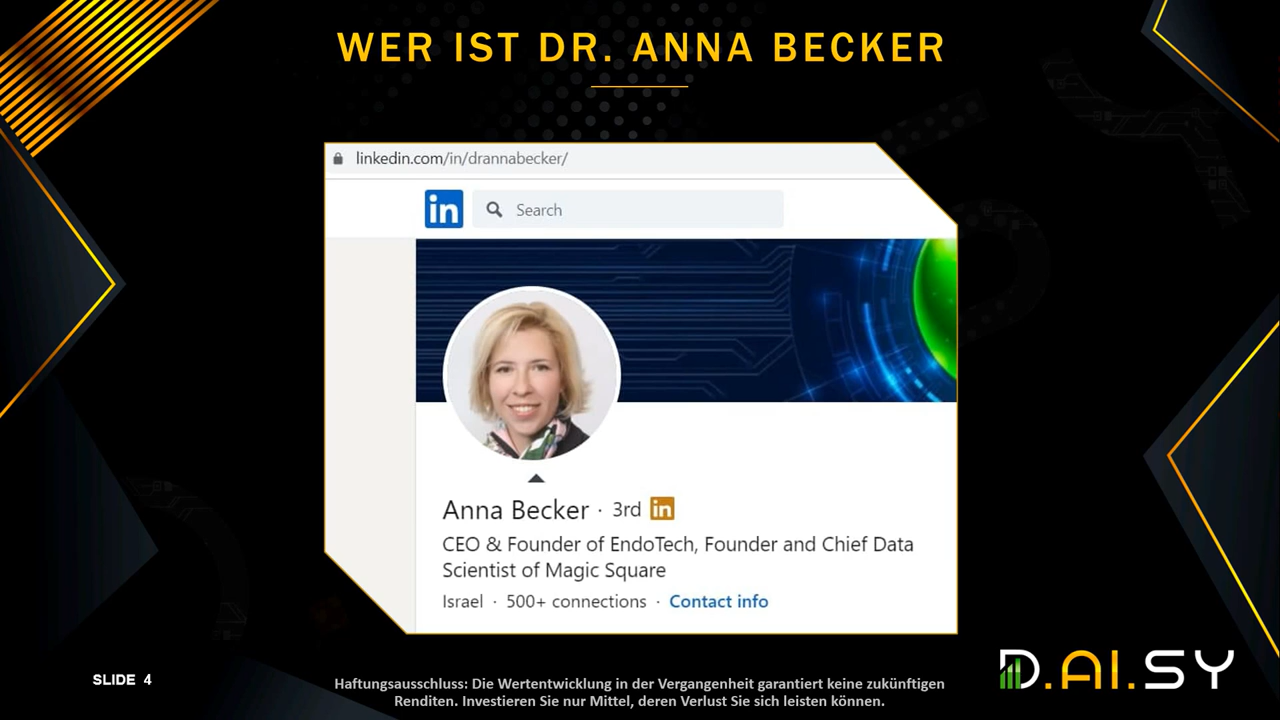 WER IST DR. ANNA BECKER
linkedin.com/in/drannabecker/
in
Search
Anna Becker · 3rd in
CEO & Founder of EndoTech, Founder and Chief Data
Scientist of Magic Square
Israel · 500+ connections · Contact info
SLIDE 4
Haftungsausschluss: Die Wertentwicklung in der Vergangenheit garantiert keine zukünftigen
Renditen. Investieren Sie nur Mittel, deren Verlust Sie sich leisten können.
D.AI.SY